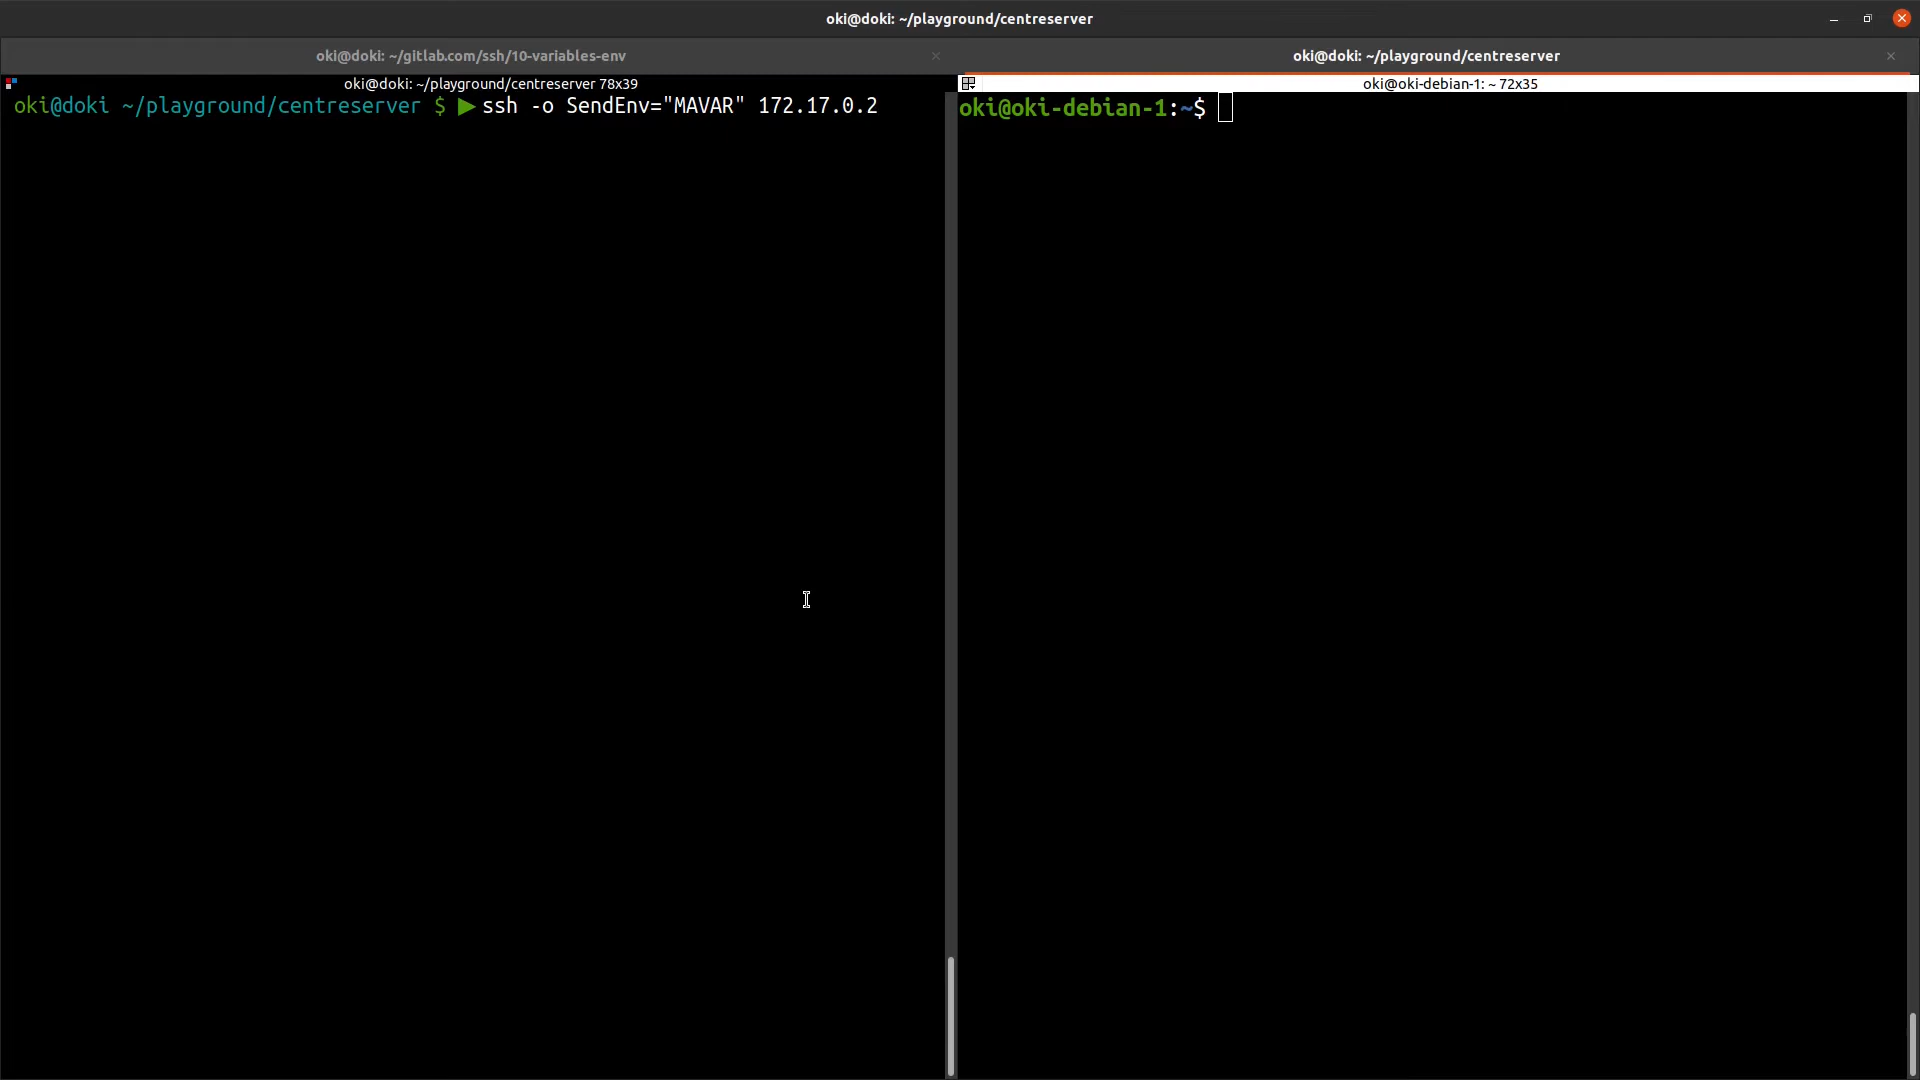 oki@doki: ~/playground/centreserver
oki@doki: ~/gitlab.com/ssh/10-variables-env
oki@doki: ~/playground/centreserver
oki@doki: ~/playground/centreserver 78x39
oki@doki ~/playground/centreserver $ ▶ssh -o SendEnv="MAVAR" 172.17.0.2
oki@oki-debian-1: ~ 72x35
oki@oki-debian-1:~$